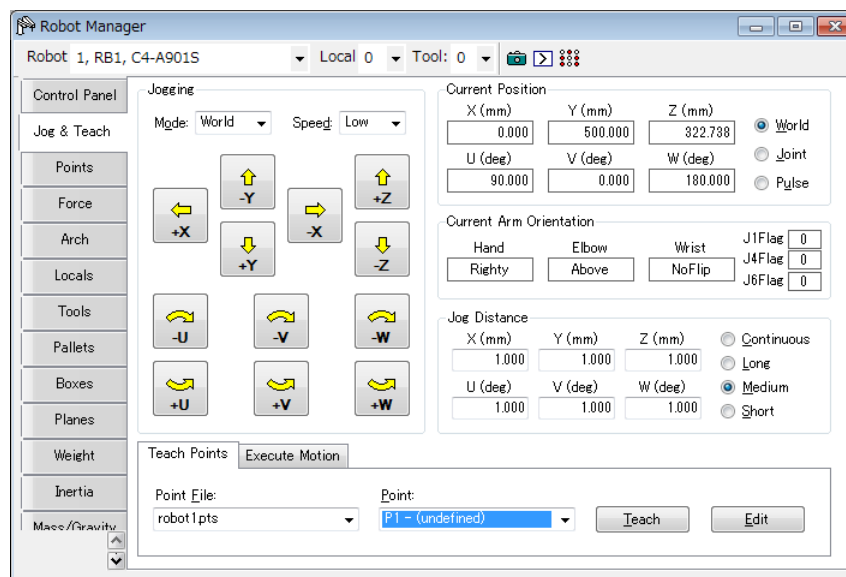 Robot Manager
Robot 1, RB1, C4-A901S Local 0 Tool: 0
Control Panel
Jog & Teach
Points
Force
Arch
Locals
Tools
Pallets
Boxes
Planes
Weight
Inertia
Mass/Gravity
Jogging
Mode: World Speed: Low
-Y +Z
+X -X
+Y -Z
-U -V -W
+U +V +W
Current Position
X (mm) Y (mm) Z (mm)
0.000 500.000 322.738
U (deg) V (deg) W (deg)
90.000 0.000 180.000
World
Joint
Pulse
Current Arm Orientation
Hand Elbow Wrist
Righty Above NoFlip
J1Flag 0
J4Flag 0
J6Flag 0
Jog Distance
X (mm) Y (mm) Z (mm)
1.000 1.000 1.000
U (deg) V (deg) W (deg)
1.000 1.000 1.000
Continuous
Long
Medium
Short
Teach Points Execute Motion
Point File: Point:
robot1.pts P1 - (undefined) Teach Edit